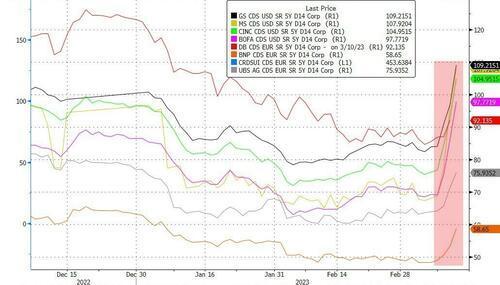 Last Price
GS CDS USD SR 5Y D14 Corp (R1) 109.2151
MS CDS USD SR 5Y D14 Corp (R1) 107.9204
CINC CDS USD SR 5Y D14 Corp (R1) 104.9515
BOFA CDS USD SR 5Y D14 Corp (R1) 97.7719
DB CDS EUR SR 5Y D14 Corp - on 3/10/23 (R1) 92.135
BNP CDS EUR SR 5Y D14 Corp (R1) 58.65
CRDSUI CDS EUR SR 5Y D14 Corp (L1) 453.6384
UBS AG CDS EUR SR 5Y D14 Corp (R1) 75.9352
150
100
50
0
120
109.2151
104.9515
97.7719
92.135
80
75.9352
70
60
58.65
50
Dec 15
Dec 30
Jan 16
Jan 31
Feb 14
Feb 28
2022
2023